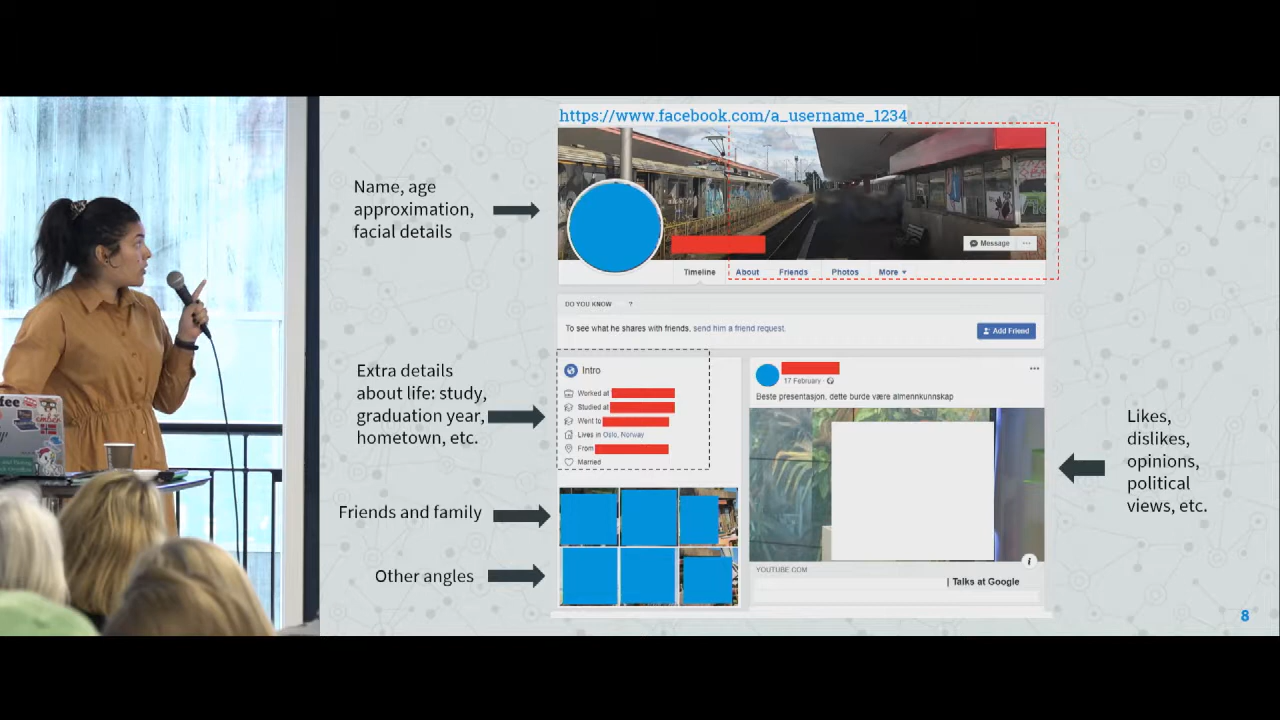 https://www.facebook.com/a_username_1234
Name, age
approximation,
facial details
Message
Timeline About Friends Photos More
DO YOU KNOW ?
To see what he shares with friends, send him a friend request.
Add Friend
Extra details
about life: study,
graduation year,
hometown, etc.
Intro
Worked at
Studied at
Went to
Lives in Oslo, Norway
From
Married
17 February
Beste presentasjon, dette burde være allmennkunnskap
Friends and family
Other angles
YOUTUBE.COM
| Talks at Google
Likes,
dislikes,
opinions,
political
views, etc.
fee
8